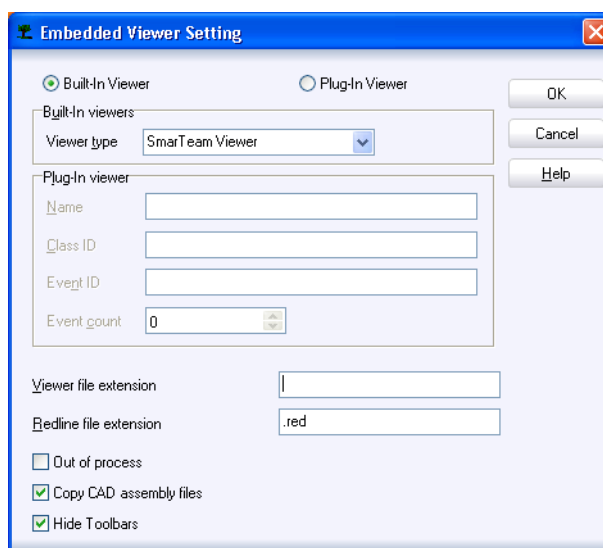 Embedded Viewer Setting
Built-In Viewer
Plug-In Viewer
OK
Built-In viewers
Viewer type
SmarTeam Viewer
Cancel
Plug-In viewer
Help
Name
Class ID
Event ID
Event count
0
Viewer file extension
Redline file extension
.red
Out of process
Copy CAD assembly files
Hide Toolbars